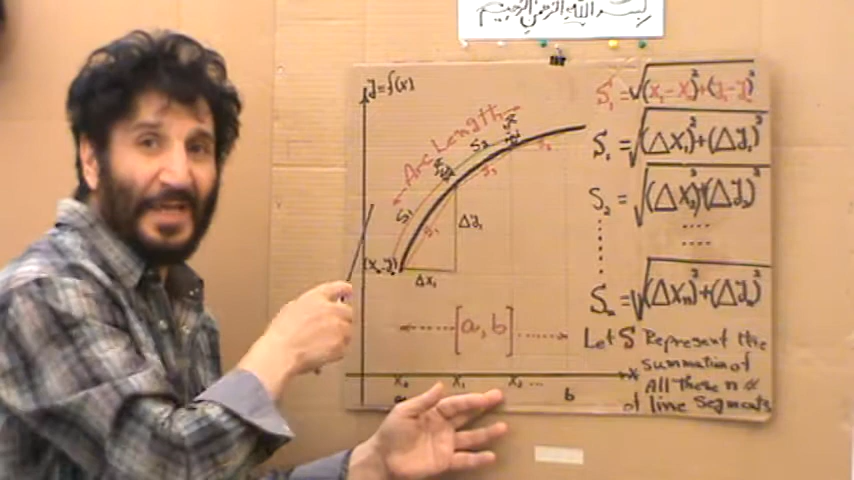 بسم الله الرحمن الرحيم
y=f(x)
S₁=√(x₁-x₀)²+(y₁-y₀)²
Arc Length
S₁=√(Δx₁)²+(Δy₁)²
S₂
S₁
S₂=√(Δx₂)²+(Δy₂)²
Δy₁
(x₀,y₀)
Δx₁
Sₙ=√(Δxₙ)²+(Δyₙ)²
[a,b]
Let S Represent the
summation of
All these n #
of line Segments
x₀ x₁ x₂ ... x
a b